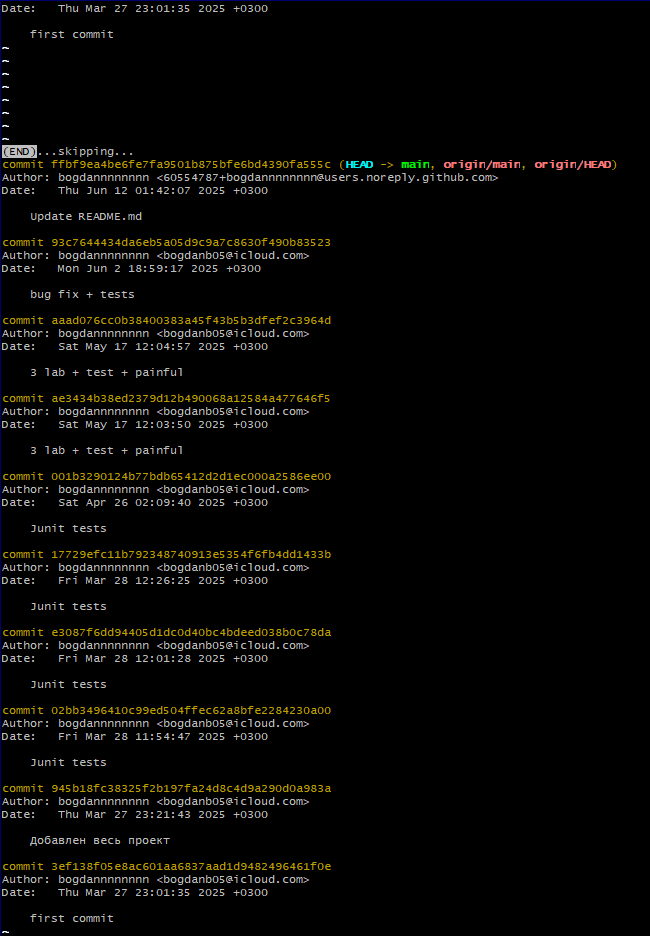 Date:   Thu Mar 27 23:01:35 2025 +0300
    first commit
~
~
~
~
~
~
~
~
(END)...skipping...
commit ffbf9ea4be6fe7fa9501b875bfe6bd4390fa555c (HEAD -> main, origin/main, origin/HEAD)
Author: bogdannnnnnnn <60554787+bogdannnnnnnn@users.noreply.github.com>
Date:   Thu Jun 12 01:42:07 2025 +0300
    Update README.md
commit 93c7644434da6eb5a05d9c9a7c8630f490b83523
Author: bogdannnnnnnn <bogdanb05@icloud.com>
Date:   Mon Jun 2 18:59:17 2025 +0300
    bug fix + tests
commit aaad076cc0b38400383a45f43b5b3dfef2c3964d
Author: bogdannnnnnnn <bogdanb05@icloud.com>
Date:   Sat May 17 12:04:57 2025 +0300
    3 lab + test + painful
commit ae3434b38ed2379d12b490068a12584a477646f5
Author: bogdannnnnnnn <bogdanb05@icloud.com>
Date:   Sat May 17 12:03:50 2025 +0300
    3 lab + test + painful
commit 001b3290124b77bdb65412d2d1ec000a2586ee00
Author: bogdannnnnnnn <bogdanb05@icloud.com>
Date:   Sat Apr 26 02:09:40 2025 +0300
    Junit tests
commit 17729efc11b792348740913e5354f6fb4dd1433b
Author: bogdannnnnnnn <bogdanb05@icloud.com>
Date:   Fri Mar 28 12:26:25 2025 +0300
    Junit tests
commit e3087f6dd94405d1dc0d40bc4bdeed038b0c78da
Author: bogdannnnnnnn <bogdanb05@icloud.com>
Date:   Fri Mar 28 12:01:28 2025 +0300
    Junit tests
commit 02bb3496410c99ed504ffec62a8bfe2284230a00
Author: bogdannnnnnnn <bogdanb05@icloud.com>
Date:   Fri Mar 28 11:54:47 2025 +0300
    Junit tests
commit 945b18fc38325f2b197fa24d8c4d9a290d0a983a
Author: bogdannnnnnnn <bogdanb05@icloud.com>
Date:   Thu Mar 27 23:21:43 2025 +0300
    Добавлен весь проект
commit 3ef138f05e8ac601aa6837aad1d9482496461f0e
Author: bogdannnnnnnn <bogdanb05@icloud.com>
Date:   Thu Mar 27 23:01:35 2025 +0300
    first commit
~